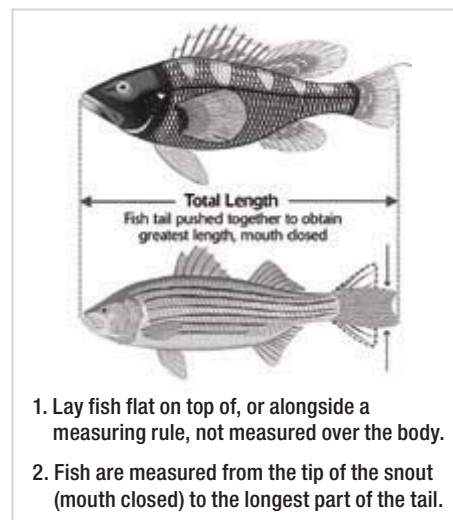 Total Length
Fish tail pushed together to obtain
greatest length, mouth closed
1. Lay fish flat on top of, or alongside a
measuring rule, not measured over the body.
2. Fish are measured from the tip of the snout
(mouth closed) to the longest part of the tail.